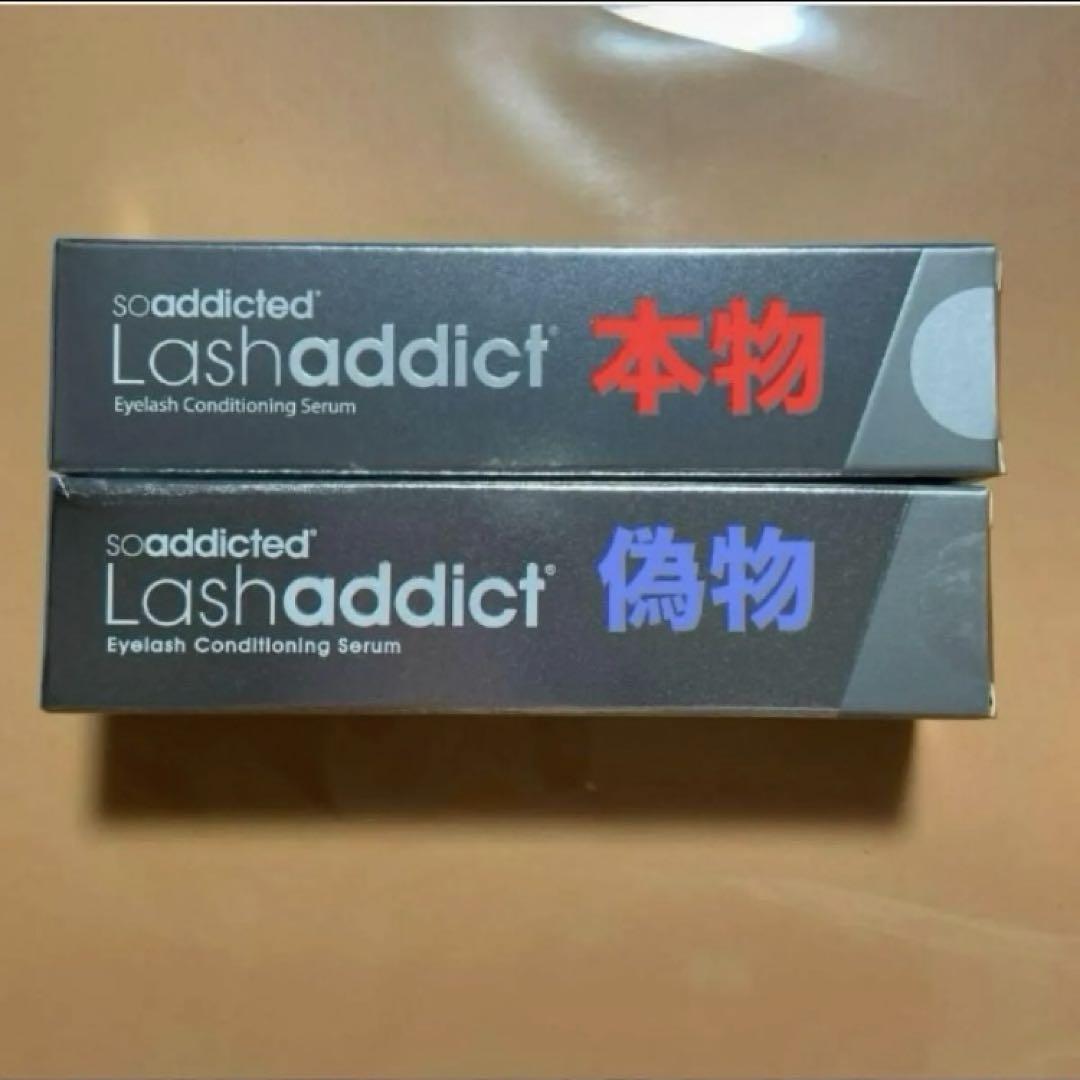 soaddicted®
Lashaddict®
Eyelash Conditioning Serum
本物
soaddicted®
Lashaddict®
Eyelash Conditioning Serum
偽物